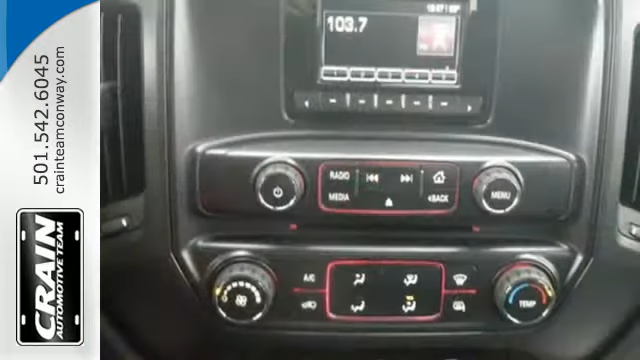 501.542.6045
crainteamconway.com
CRAIN
AUTOMOTIVE TEAM
103.7
RADIO
MEDIA
BACK
MENU
A/C
TEMP